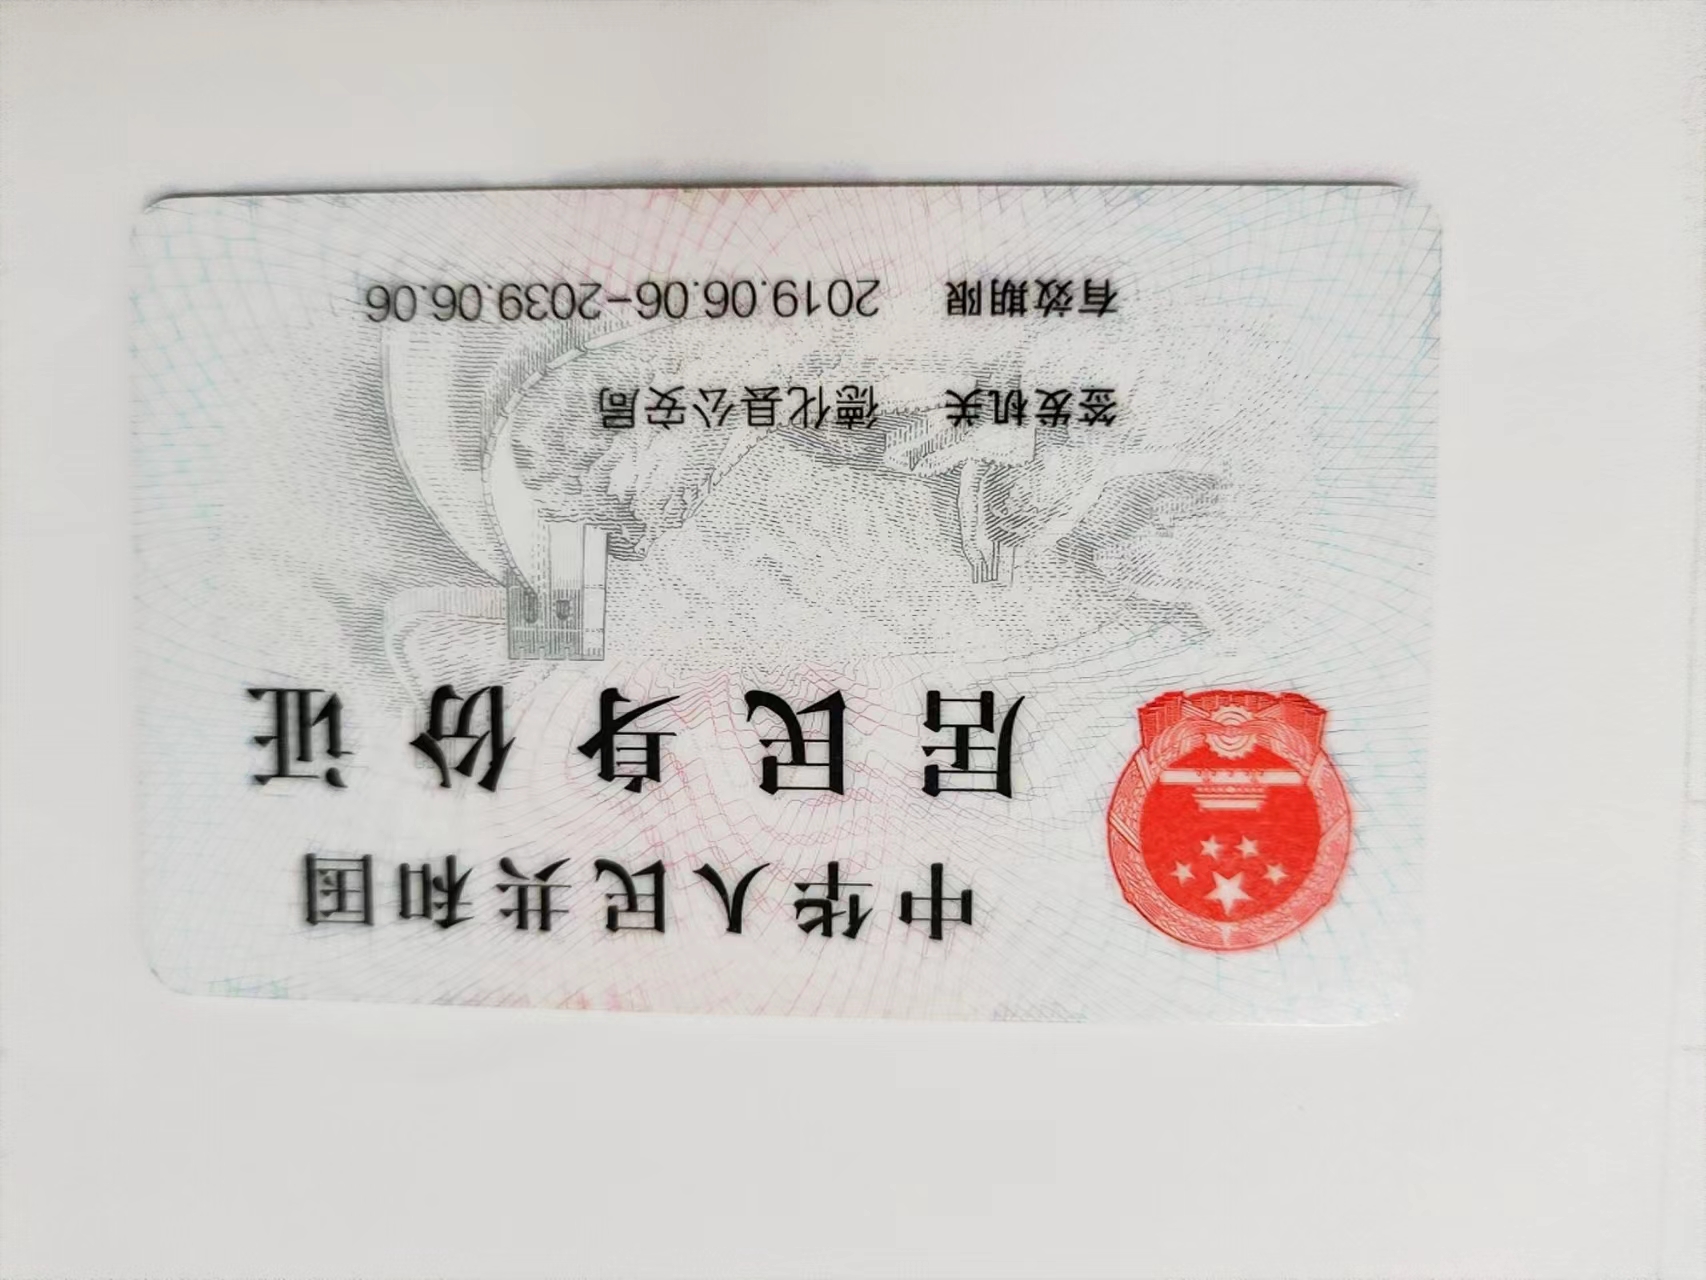 中华人民共和国
居民身份证
签发机关 德化县公安局
有效期限 2019.06.06-2039.06.06